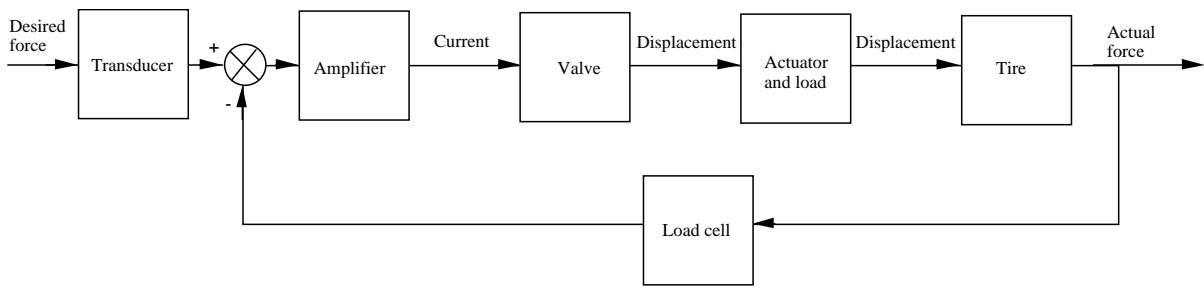 Desired
force
Transducer
+
-
Amplifier
Current
Valve
Displacement
Actuator
and load
Displacement
Tire
Actual
force
Load cell